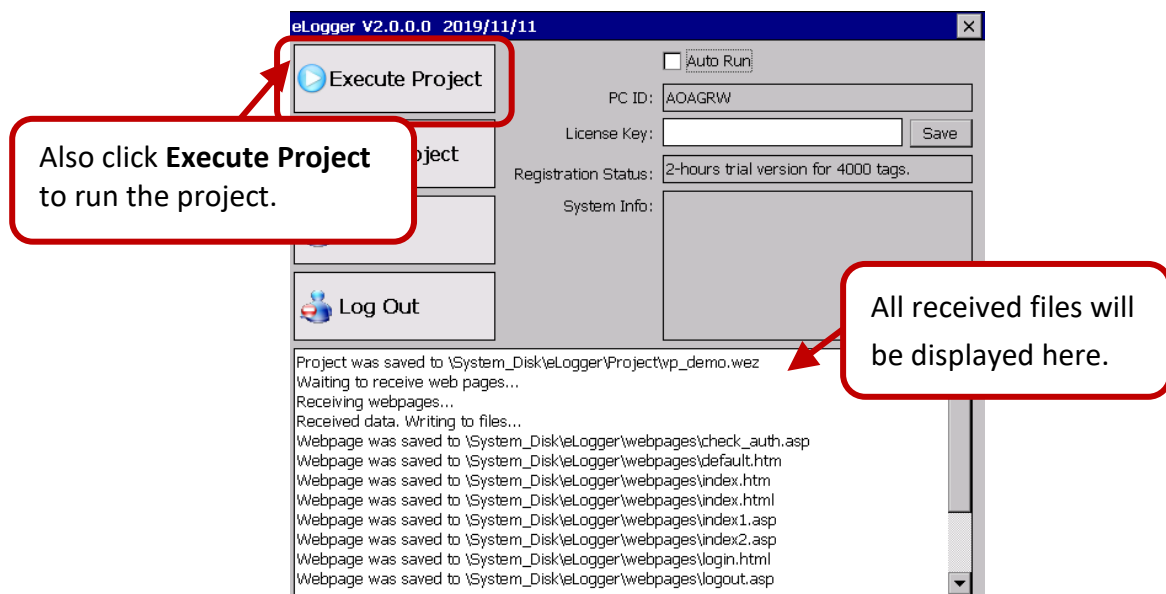 eLogger V2.0.0.0 2019/11/11
Execute Project
Auto Run
PC ID: AOAGRW
License Key:
Save
Also click Execute Project
to run the project.
Registration Status: 2-hours trial version for 4000 tags.
System Info:
Log Out
All received files will
be displayed here.
Project was saved to \System_Disk\eLogger\Project\vp_demo.wez
Waiting to receive web pages...
Receiving webpages...
Received data. Writing to files...
Webpage was saved to \System_Disk\eLogger\webpages\check_auth.asp
Webpage was saved to \System_Disk\eLogger\webpages\default.htm
Webpage was saved to \System_Disk\eLogger\webpages\index.htm
Webpage was saved to \System_Disk\eLogger\webpages\index.html
Webpage was saved to \System_Disk\eLogger\webpages\index1.asp
Webpage was saved to \System_Disk\eLogger\webpages\index2.asp
Webpage was saved to \System_Disk\eLogger\webpages\login.html
Webpage was saved to \System_Disk\eLogger\webpages\logout.asp